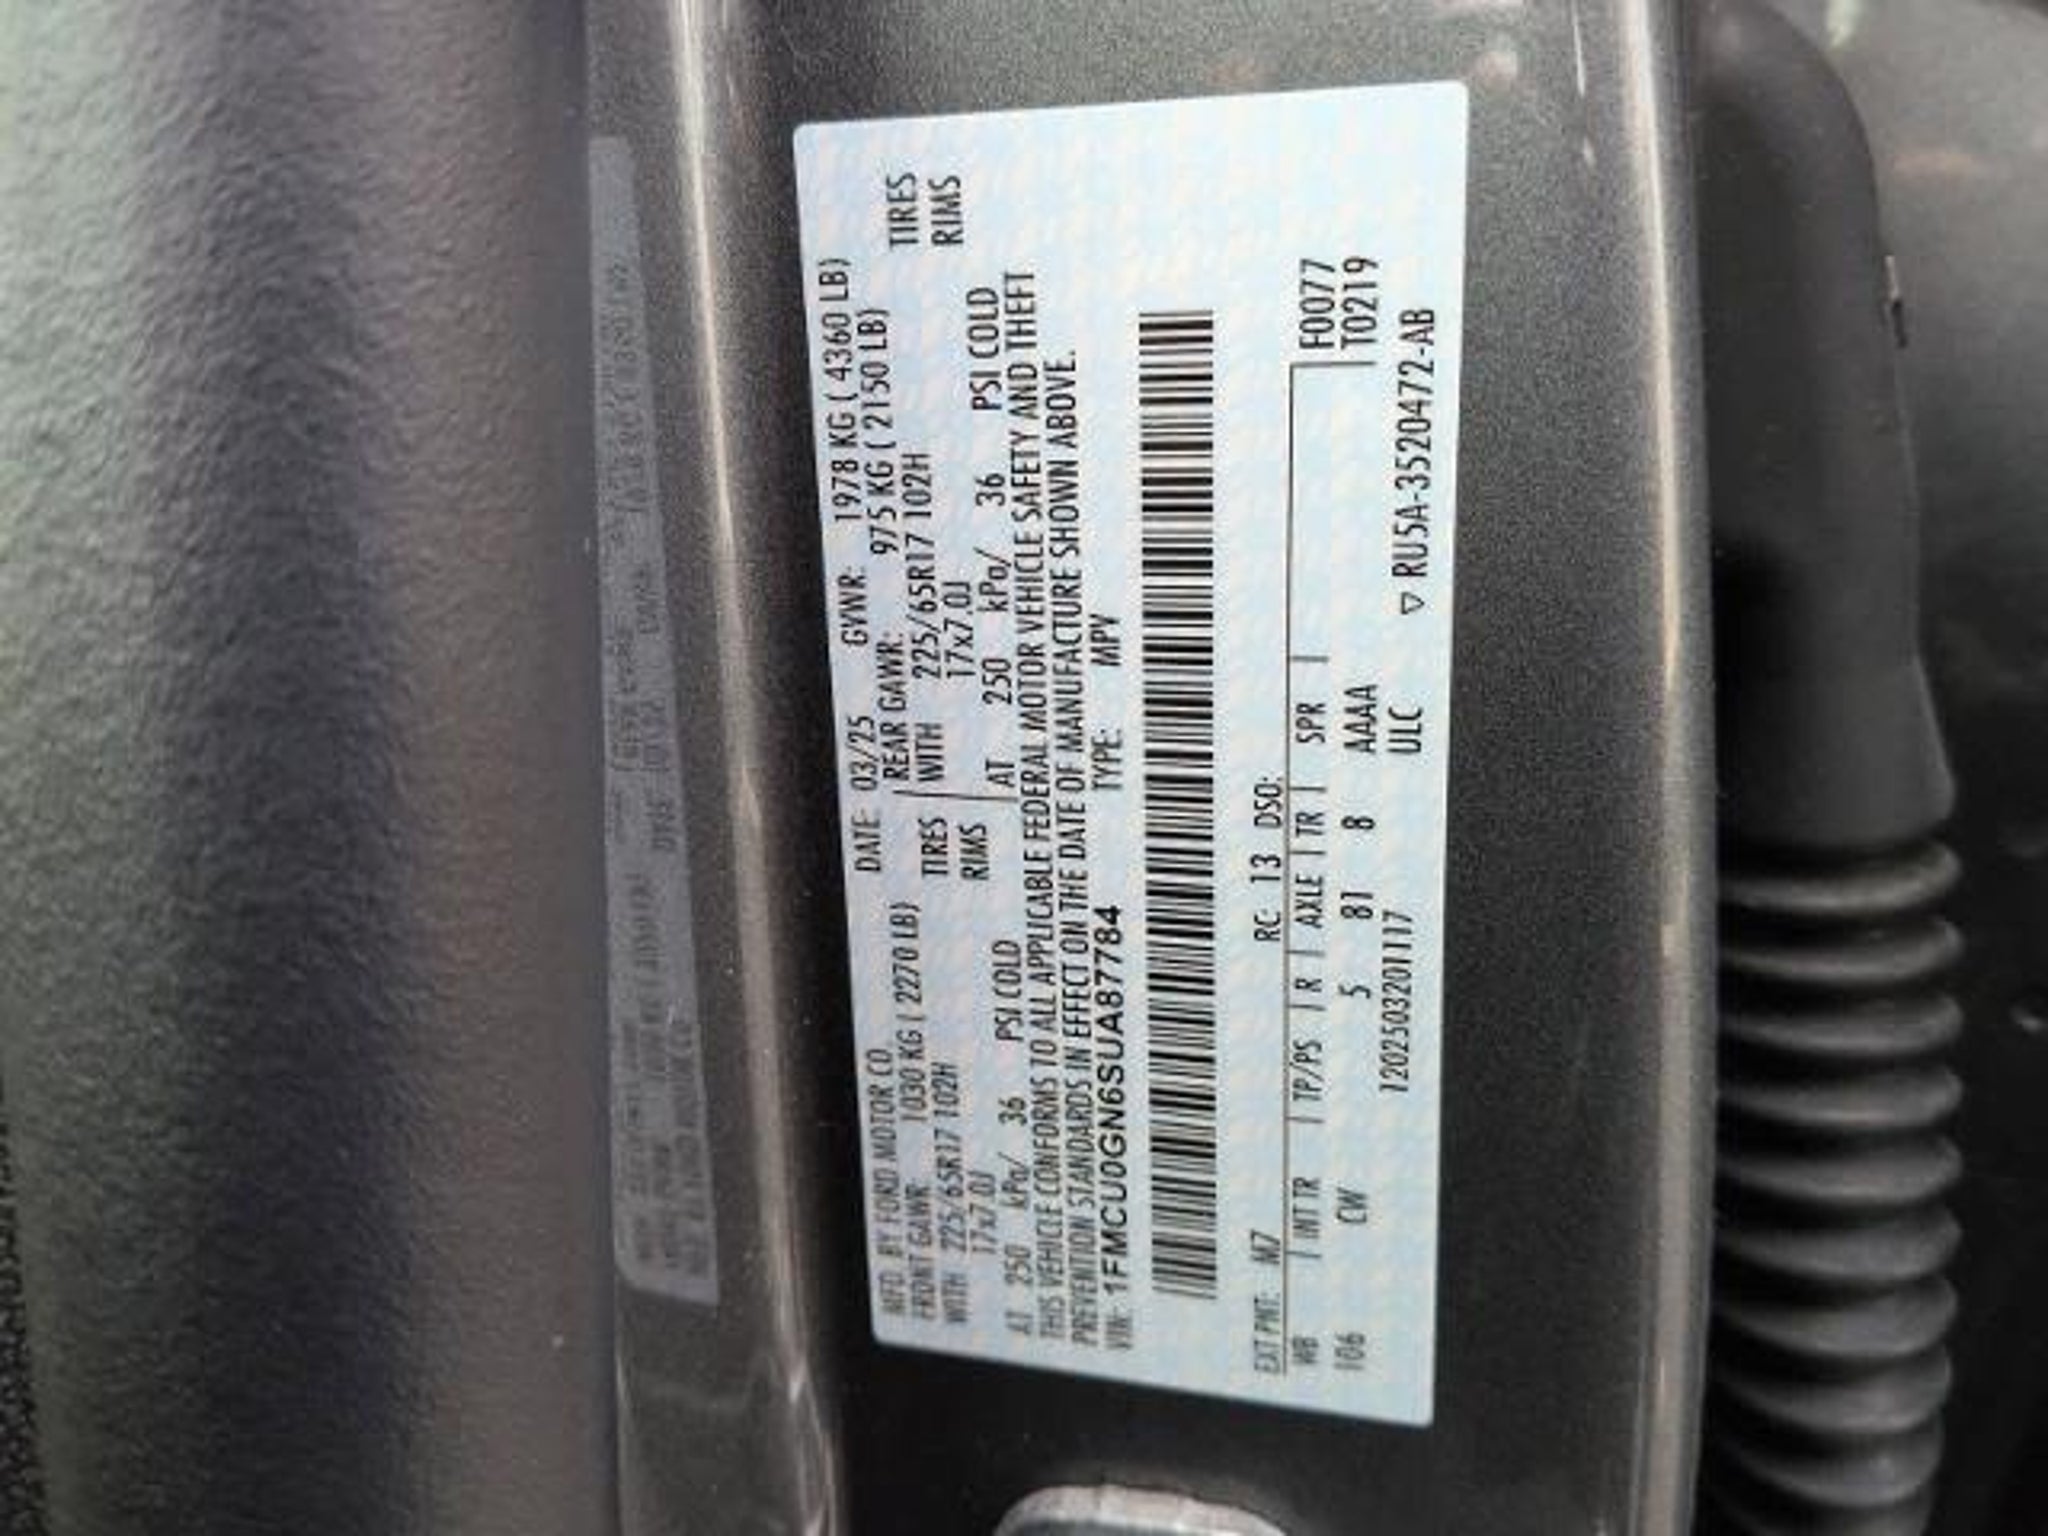 MFD. BY FORD MOTOR CO. DATE: 03/25 GVWR: 1978 KG ( 4360 LB)
FRONT GAWR: 1030 KG ( 2270 LB) REAR GAWR: 975 KG ( 2150 LB)
WITH 225/65R17 102H TIRES WITH 225/65R17 102H TIRES
17x7.0J RIMS 17x7.0J RIMS
AT 250 kPa/ 36 PSI COLD AT 250 kPa/ 36 PSI COLD
THIS VEHICLE CONFORMS TO ALL APPLICABLE FEDERAL MOTOR VEHICLE SAFETY AND THEFT
PREVENTION STANDARDS IN EFFECT ON THE DATE OF MANUFACTURE SHOWN ABOVE.
VIN: 1FMCU0GN6SUA87784 TYPE: MPV
EXT PNT: M7 RC: 13 DSO:
WB | INT TR | TP/PS | R | AXLE | TR | SPR | F0077
106 CW 5 81 8 AAAA T0219
12025032011​17 ULC ▽ RU5A-3520472-AB